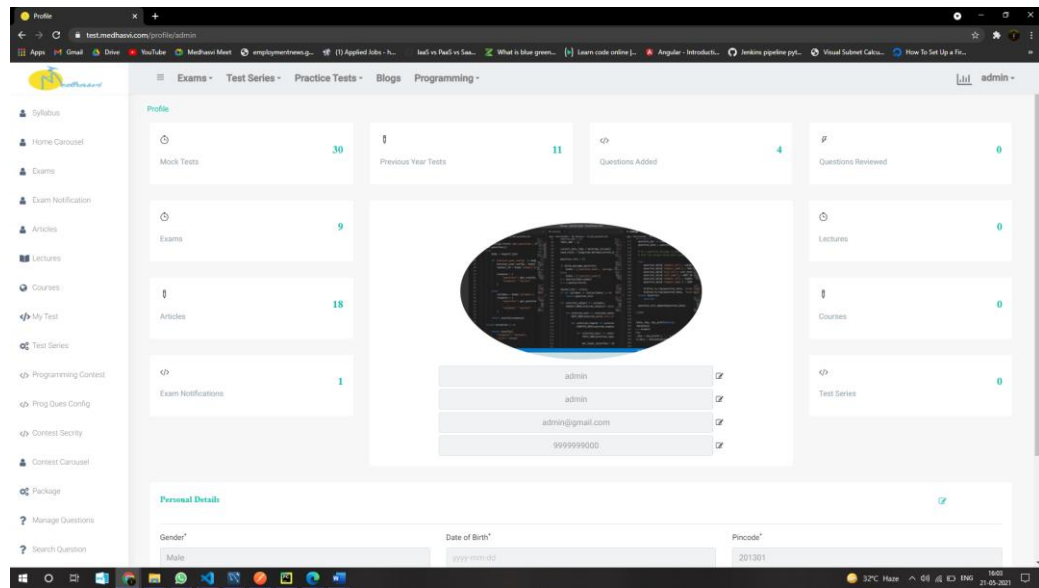 Profile
test.medhasvi.com/profile/admin
Apps Gmail Drive YouTube Medhasvi Meet employmentnews.g... (1) Applied Jobs - h... IaaS vs PaaS vs Saa... What is blue green... Learn code online |... Angular - Introducti... Jenkins pipeline pyt... Visual Subnet Calcu... How To Set Up a Fir...
Exams Test Series Practice Tests Blogs Programming admin
Syllabus
Home Carousel
Exams
Exam Notification
Articles
Lectures
Courses
My Test
Test Series
Programming Contest
Prog Ques Config
Contest Secrity
Contest Carousel
Package
Manage Questions
Search Question
Profile
Mock Tests 30
Previous Year Tests 11
Questions Added 4
Questions Reviewed 0
Exams 9
Lectures 0
Articles 18
Courses 0
Exam Notifications 1
Test Series 0
admin
admin
admin@gmail.com
9999999000
Personal Details
Gender* Date of Birth* Pincode*
Male yyyy-mm-dd 201301
32°C Haze ENG 16:03
21-05-2021